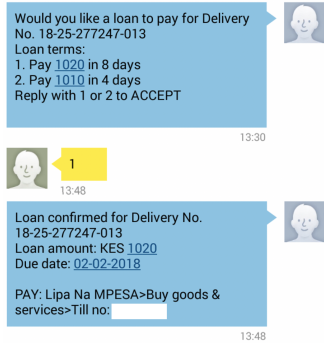 Would you like a loan to pay for Delivery
No. 18-25-277247-013
Loan terms:
1. Pay 1020 in 8 days
2. Pay 1010 in 4 days
Reply with 1 or 2 to ACCEPT
13:30
1
13:48
Loan confirmed for Delivery No.
18-25-277247-013
Loan amount: KES 1020
Due date: 02-02-2018
PAY: Lipa Na MPESA>Buy goods &
services>Till no:
13:48